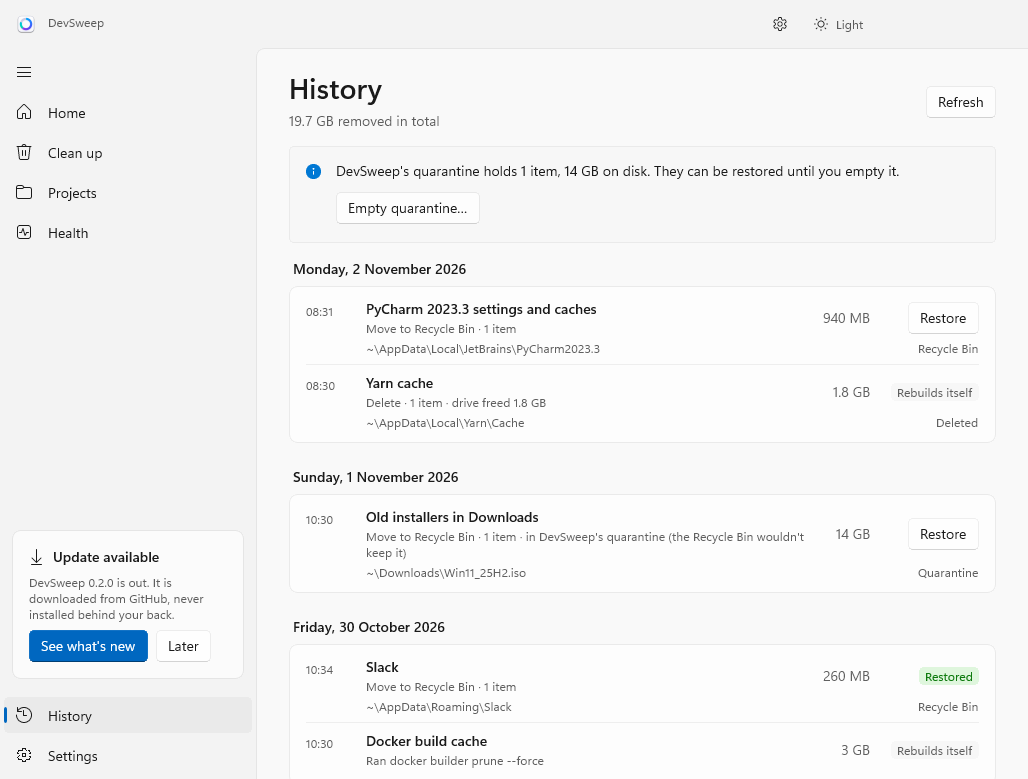 DevSweep
Light
Home
Clean up
Projects
Health
Update available
DevSweep 0.2.0 is out. It is
downloaded from GitHub, never
installed behind your back.
See what's new
Later
History
Settings
History
19.7 GB removed in total
Refresh
DevSweep's quarantine holds 1 item, 14 GB on disk. They can be restored until you empty it.
Empty quarantine...
Monday, 2 November 2026
08:31
PyCharm 2023.3 settings and caches
Move to Recycle Bin · 1 item
~\AppData\Local\JetBrains\PyCharm2023.3
940 MB
Restore
Recycle Bin
08:30
Yarn cache
Delete · 1 item · drive freed 1.8 GB
~\AppData\Local\Yarn\Cache
1.8 GB
Rebuilds itself
Deleted
Sunday, 1 November 2026
10:30
Old installers in Downloads
Move to Recycle Bin · 1 item · in DevSweep's quarantine (the Recycle Bin wouldn't
keep it)
~\Downloads\Win11_25H2.iso
14 GB
Restore
Quarantine
Friday, 30 October 2026
10:34
Slack
Move to Recycle Bin · 1 item
~\AppData\Roaming\Slack
260 MB
Restored
Recycle Bin
10:30
Docker build cache
Ran docker builder prune --force
3 GB
Rebuilds itself